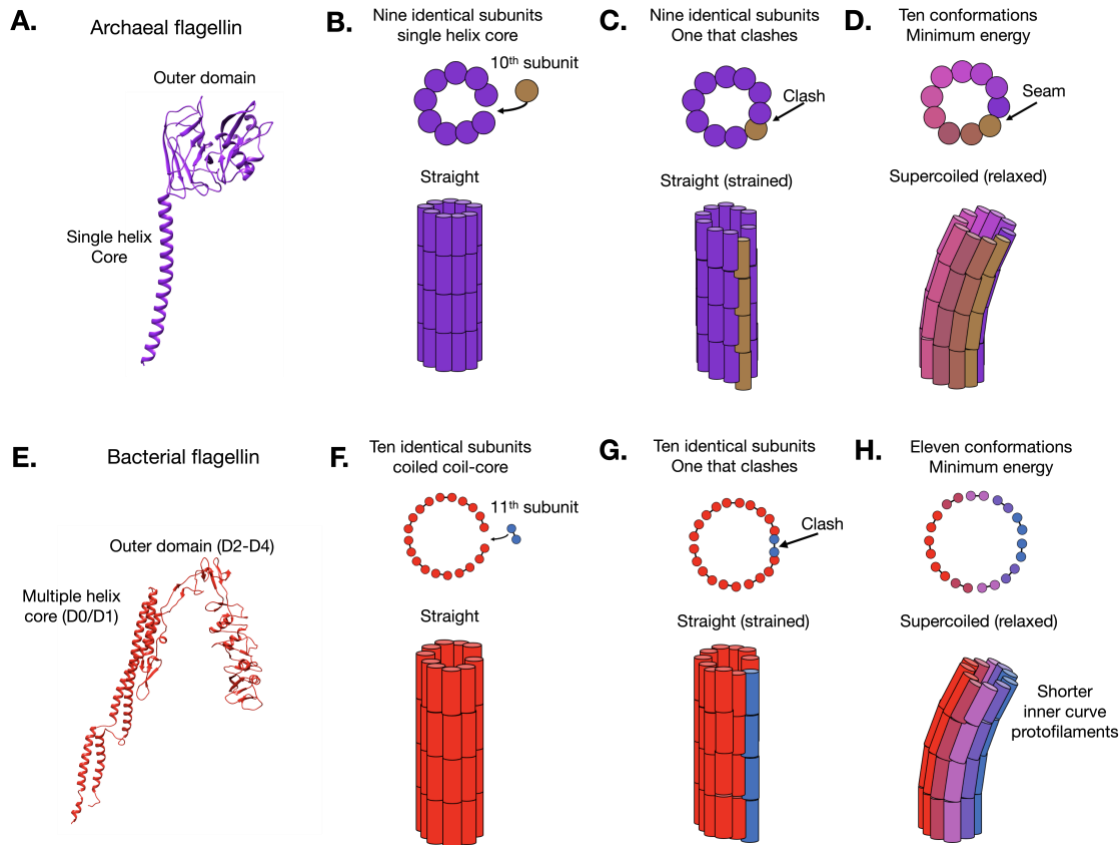 A.
Archaeal flagellin
Outer domain
Single helix
Core
B.
Nine identical subunits
single helix core
10th subunit
Straight
C.
Nine identical subunits
One that clashes
Clash
Straight (strained)
D.
Ten conformations
Minimum energy
Seam
Supercoiled (relaxed)
E.
Bacterial flagellin
Outer domain (D2-D4)
Multiple helix
core (D0/D1)
F.
Ten identical subunits
coiled coil-core
11th subunit
Straight
G.
Ten identical subunits
One that clashes
Clash
Straight (strained)
H.
Eleven conformations
Minimum energy
Supercoiled (relaxed)
Shorter
inner curve
protofilaments